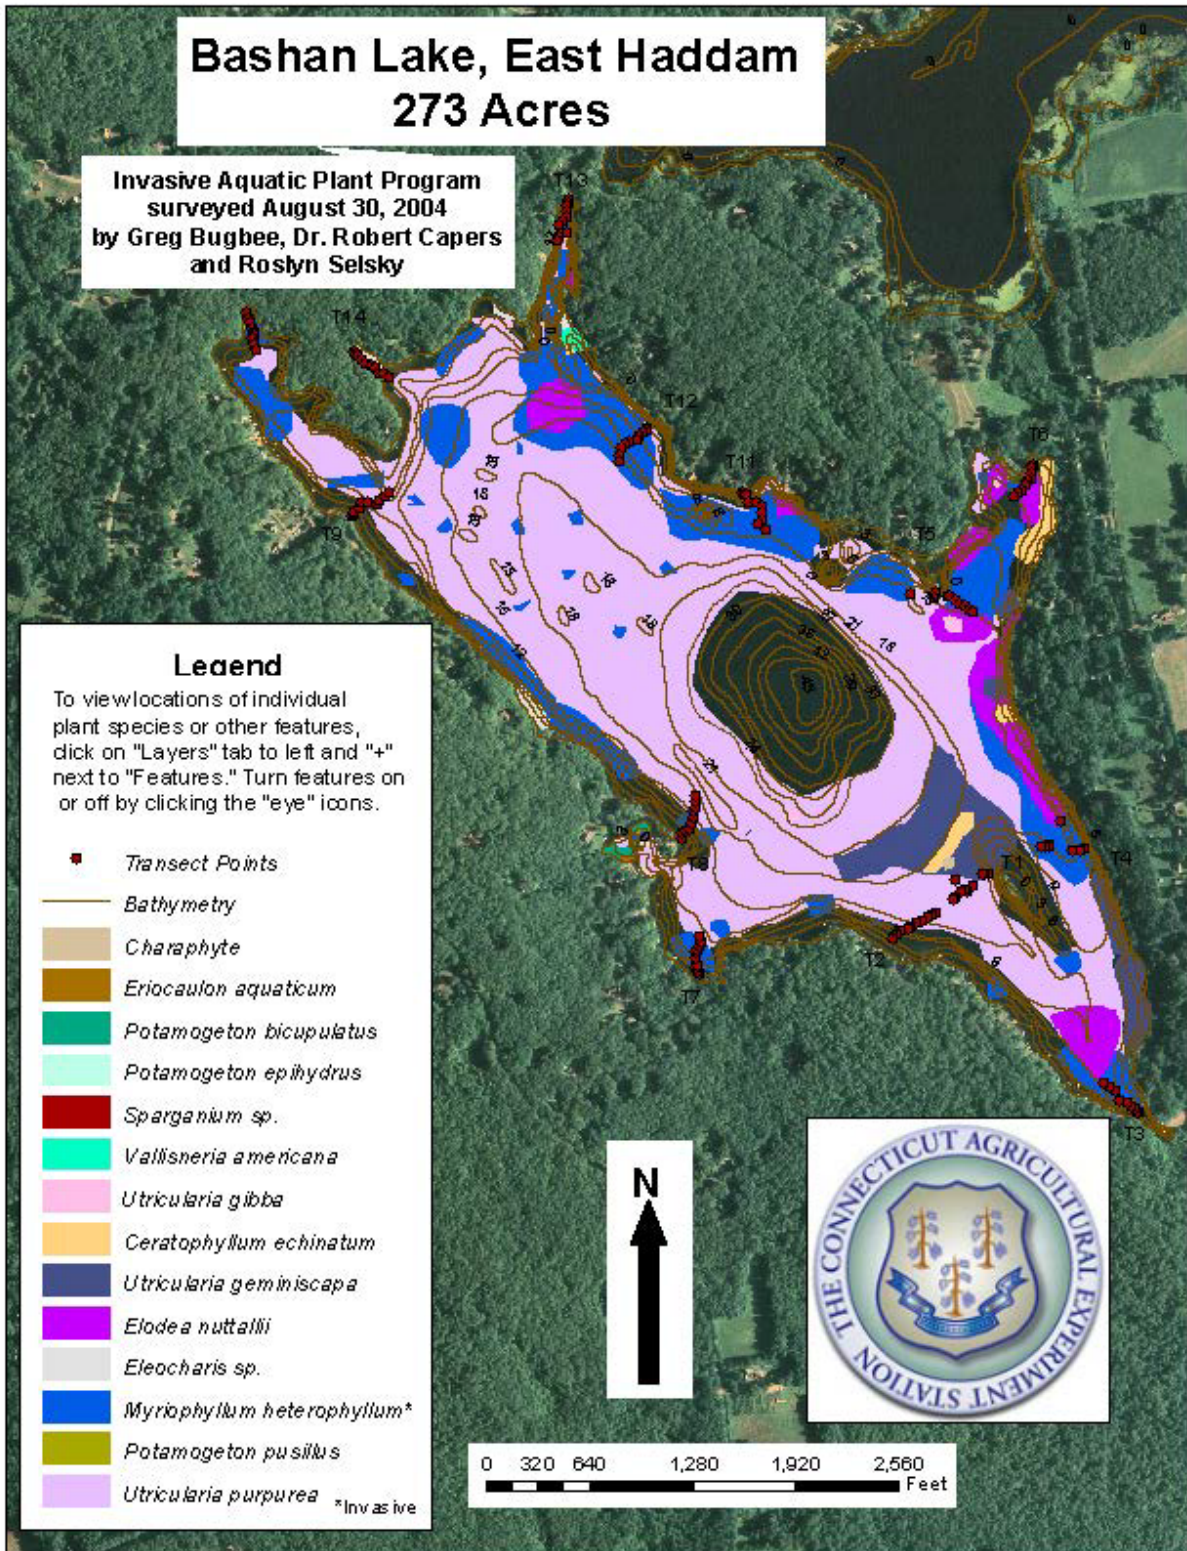 Bashan Lake, East Haddam
273 Acres
Invasive Aquatic Plant Program
surveyed August 30, 2004
by Greg Bugbee, Dr. Robert Capers
and Roslyn Selsky
T13
T14
T12
T11
T6
T5
T9
T8
T1
T4
T2
T7
T3
Legend
To view locations of individual
plant species or other features,
click on "Layers" tab to left and "+"
next to "Features." Turn features on
or off by clicking the "eye" icons.
Transect Points
Bathymetry
Charaphyte
Eriocaulon aquaticum
Potamogeton bicupulatus
Potamogeton epihydrus
Sparganium sp.
Vallisneria americana
Utricularia gibba
Ceratophyllum echinatum
Utricularia geminiscapa
Elodea nuttallii
Eleocharis sp.
Myriophyllum heterophyllum*
Potamogeton pusillus
Utricularia purpurea *Invasive
N
THE CONNECTICUT AGRICULTURAL EXPERIMENT STATION
0 320 640 1,280 1,920 2,560
Feet